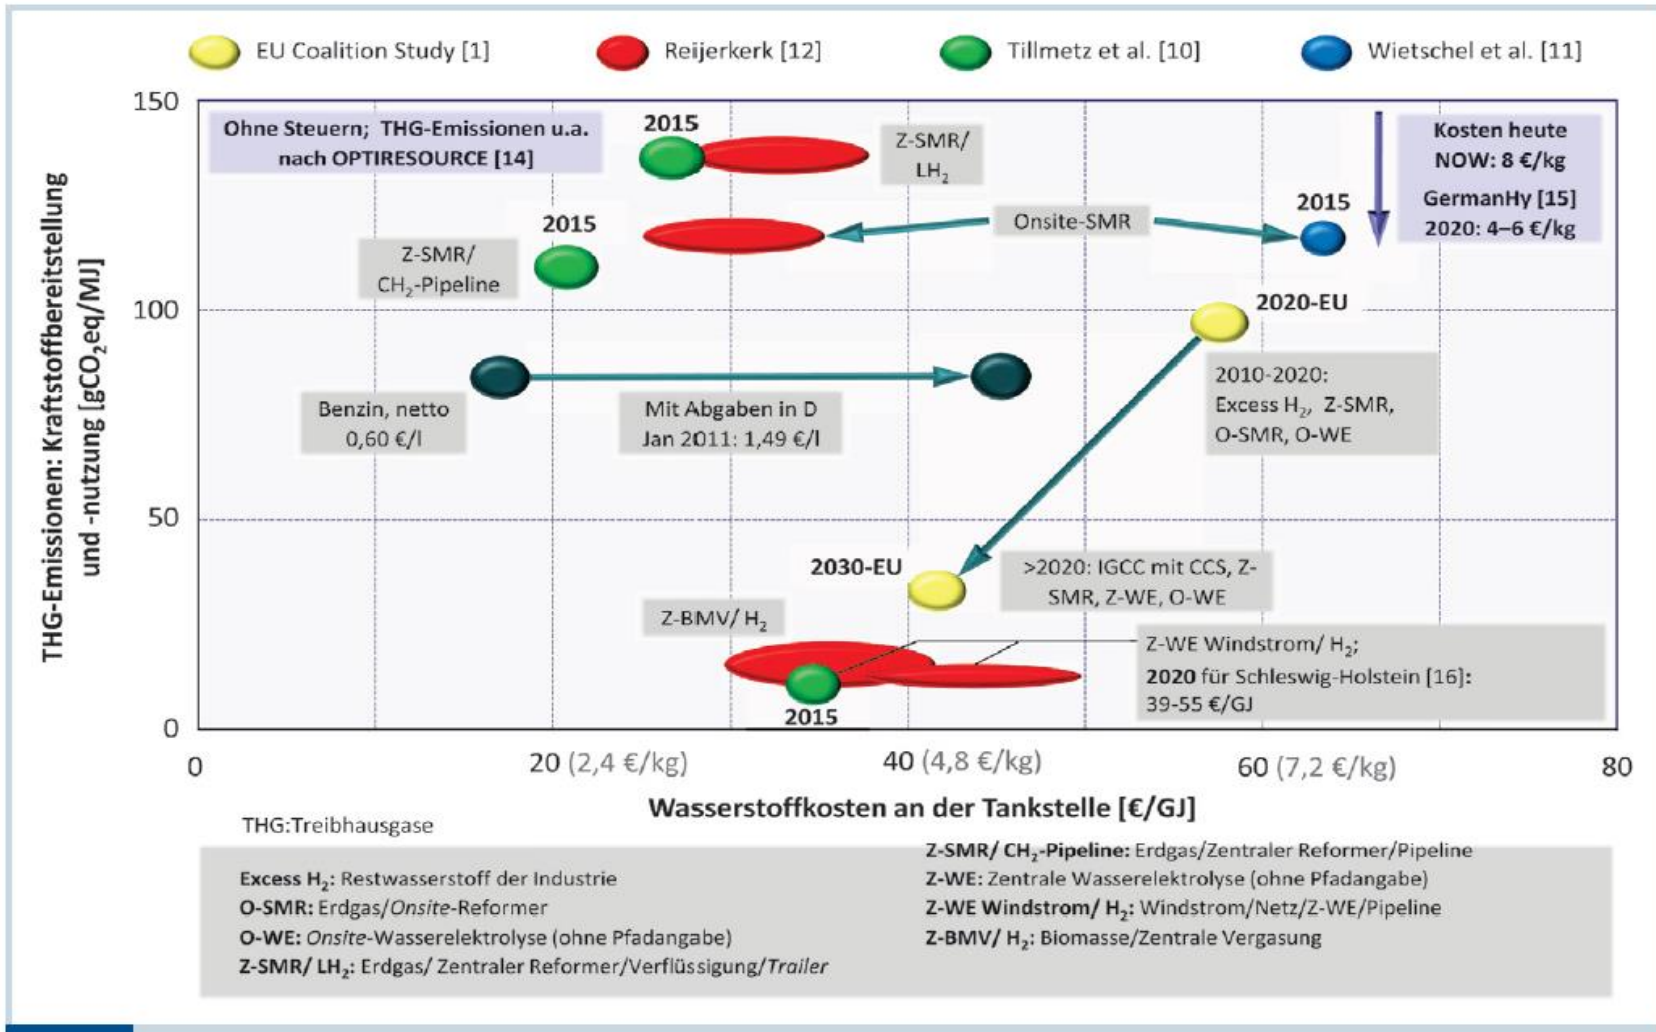 EU Coalition Study [1]
Reijerkerk [12]
Tillmetz et al. [10]
Wietschel et al. [11]
THG-Emissionen: Kraftstoffbereitstellung
und -nutzung [gCO₂eq/MJ]
150
100
50
0
Ohne Steuern; THG-Emissionen u.a.
nach OPTIRESOURCE [14]
2015
Z-SMR/
LH₂
Kosten heute
NOW: 8 €/kg
GermanHy [15]
2020: 4–6 €/kg
2015
Onsite-SMR
2015
Z-SMR/
CH₂-Pipeline
2020-EU
Benzin, netto
0,60 €/l
Mit Abgaben in D
Jan 2011: 1,49 €/l
2010-2020:
Excess H₂, Z-SMR,
O-SMR, O-WE
2030-EU
>2020: IGCC mit CCS, Z-
SMR, Z-WE, O-WE
Z-BMV/ H₂
Z-WE Windstrom/ H₂;
2020 für Schleswig-Holstein [16]:
39-55 €/GJ
2015
0
20 (2,4 €/kg)
40 (4,8 €/kg)
60 (7,2 €/kg)
80
Wasserstoffkosten an der Tankstelle [€/GJ]
THG:Treibhausgase
Excess H₂: Restwasserstoff der Industrie
O-SMR: Erdgas/Onsite-Reformer
O-WE: Onsite-Wasserelektrolyse (ohne Pfadangabe)
Z-SMR/ LH₂: Erdgas/ Zentraler Reformer/Verflüssigung/Trailer
Z-SMR/ CH₂-Pipeline: Erdgas/Zentraler Reformer/Pipeline
Z-WE: Zentrale Wasserelektrolyse (ohne Pfadangabe)
Z-WE Windstrom/ H₂: Windstrom/Netz/Z-WE/Pipeline
Z-BMV/ H₂: Biomasse/Zentrale Vergasung